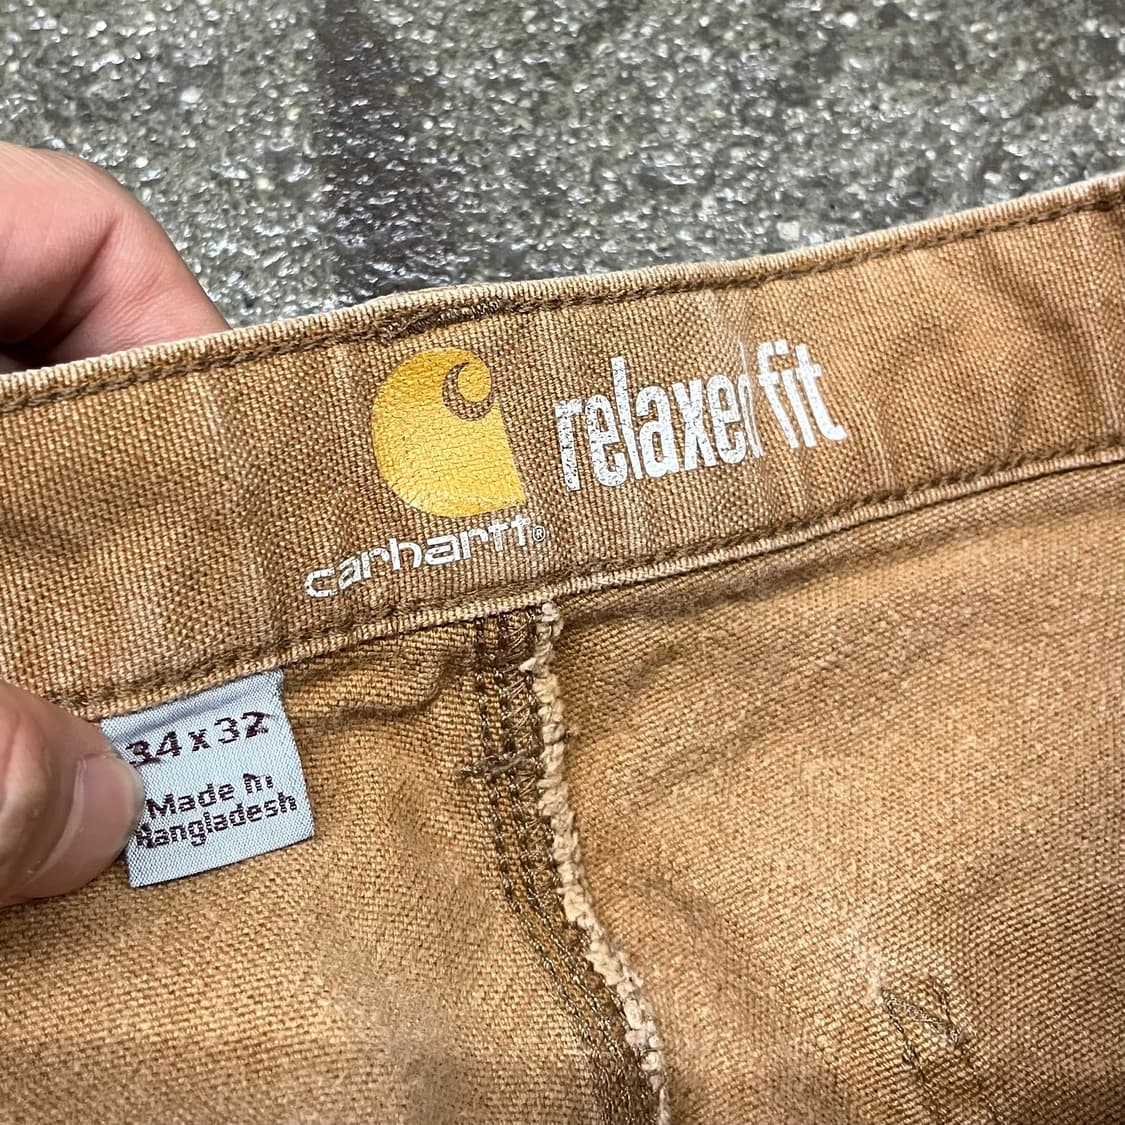 relaxed fit
carhartt®
34 x 32
Made in
Bangladesh